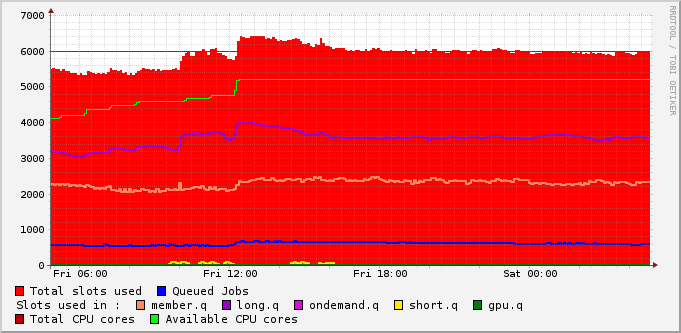 RRDTOOL / TOBI OETIKER
7000
6000
5000
4000
3000
2000
1000
0
Fri 06:00 Fri 12:00 Fri 18:00 Sat 00:00
Total slots used Queued Jobs
Slots used in : member.q long.q ondemand.q short.q gpu.q
Total CPU cores Available CPU cores